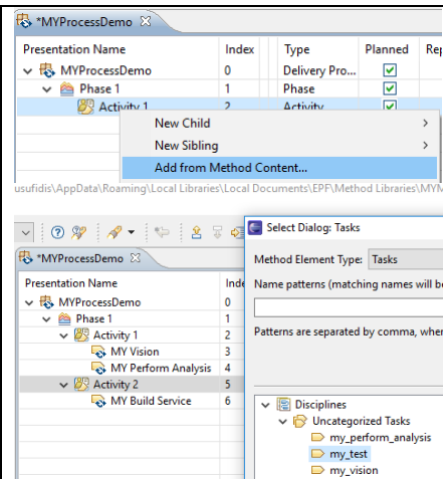 *MYProcessDemo
Presentation Name Index Type Planned Rep
MYProcessDemo 0 Delivery Pro...
Phase 1 1 Phase
Activity 1 2 Activity
New Child
New Sibling
Add from Method Content...
usufidis\AppData\Roaming\Local Libraries\Local Documents\EPF\Method Libraries\MYM
Select Dialog: Tasks
*MYProcessDemo
Method Element Type: Tasks
Presentation Name Inde
Name patterns (matching names will be
MYProcessDemo 0
Phase 1 1
Activity 1 2
Patterns are separated by comma, wher
MY Vision 3
MY Perform Analysis 4
Activity 2 5
MY Build Service 6
Disciplines
Uncategorized Tasks
my_perform_analysis
my_test
my_vision